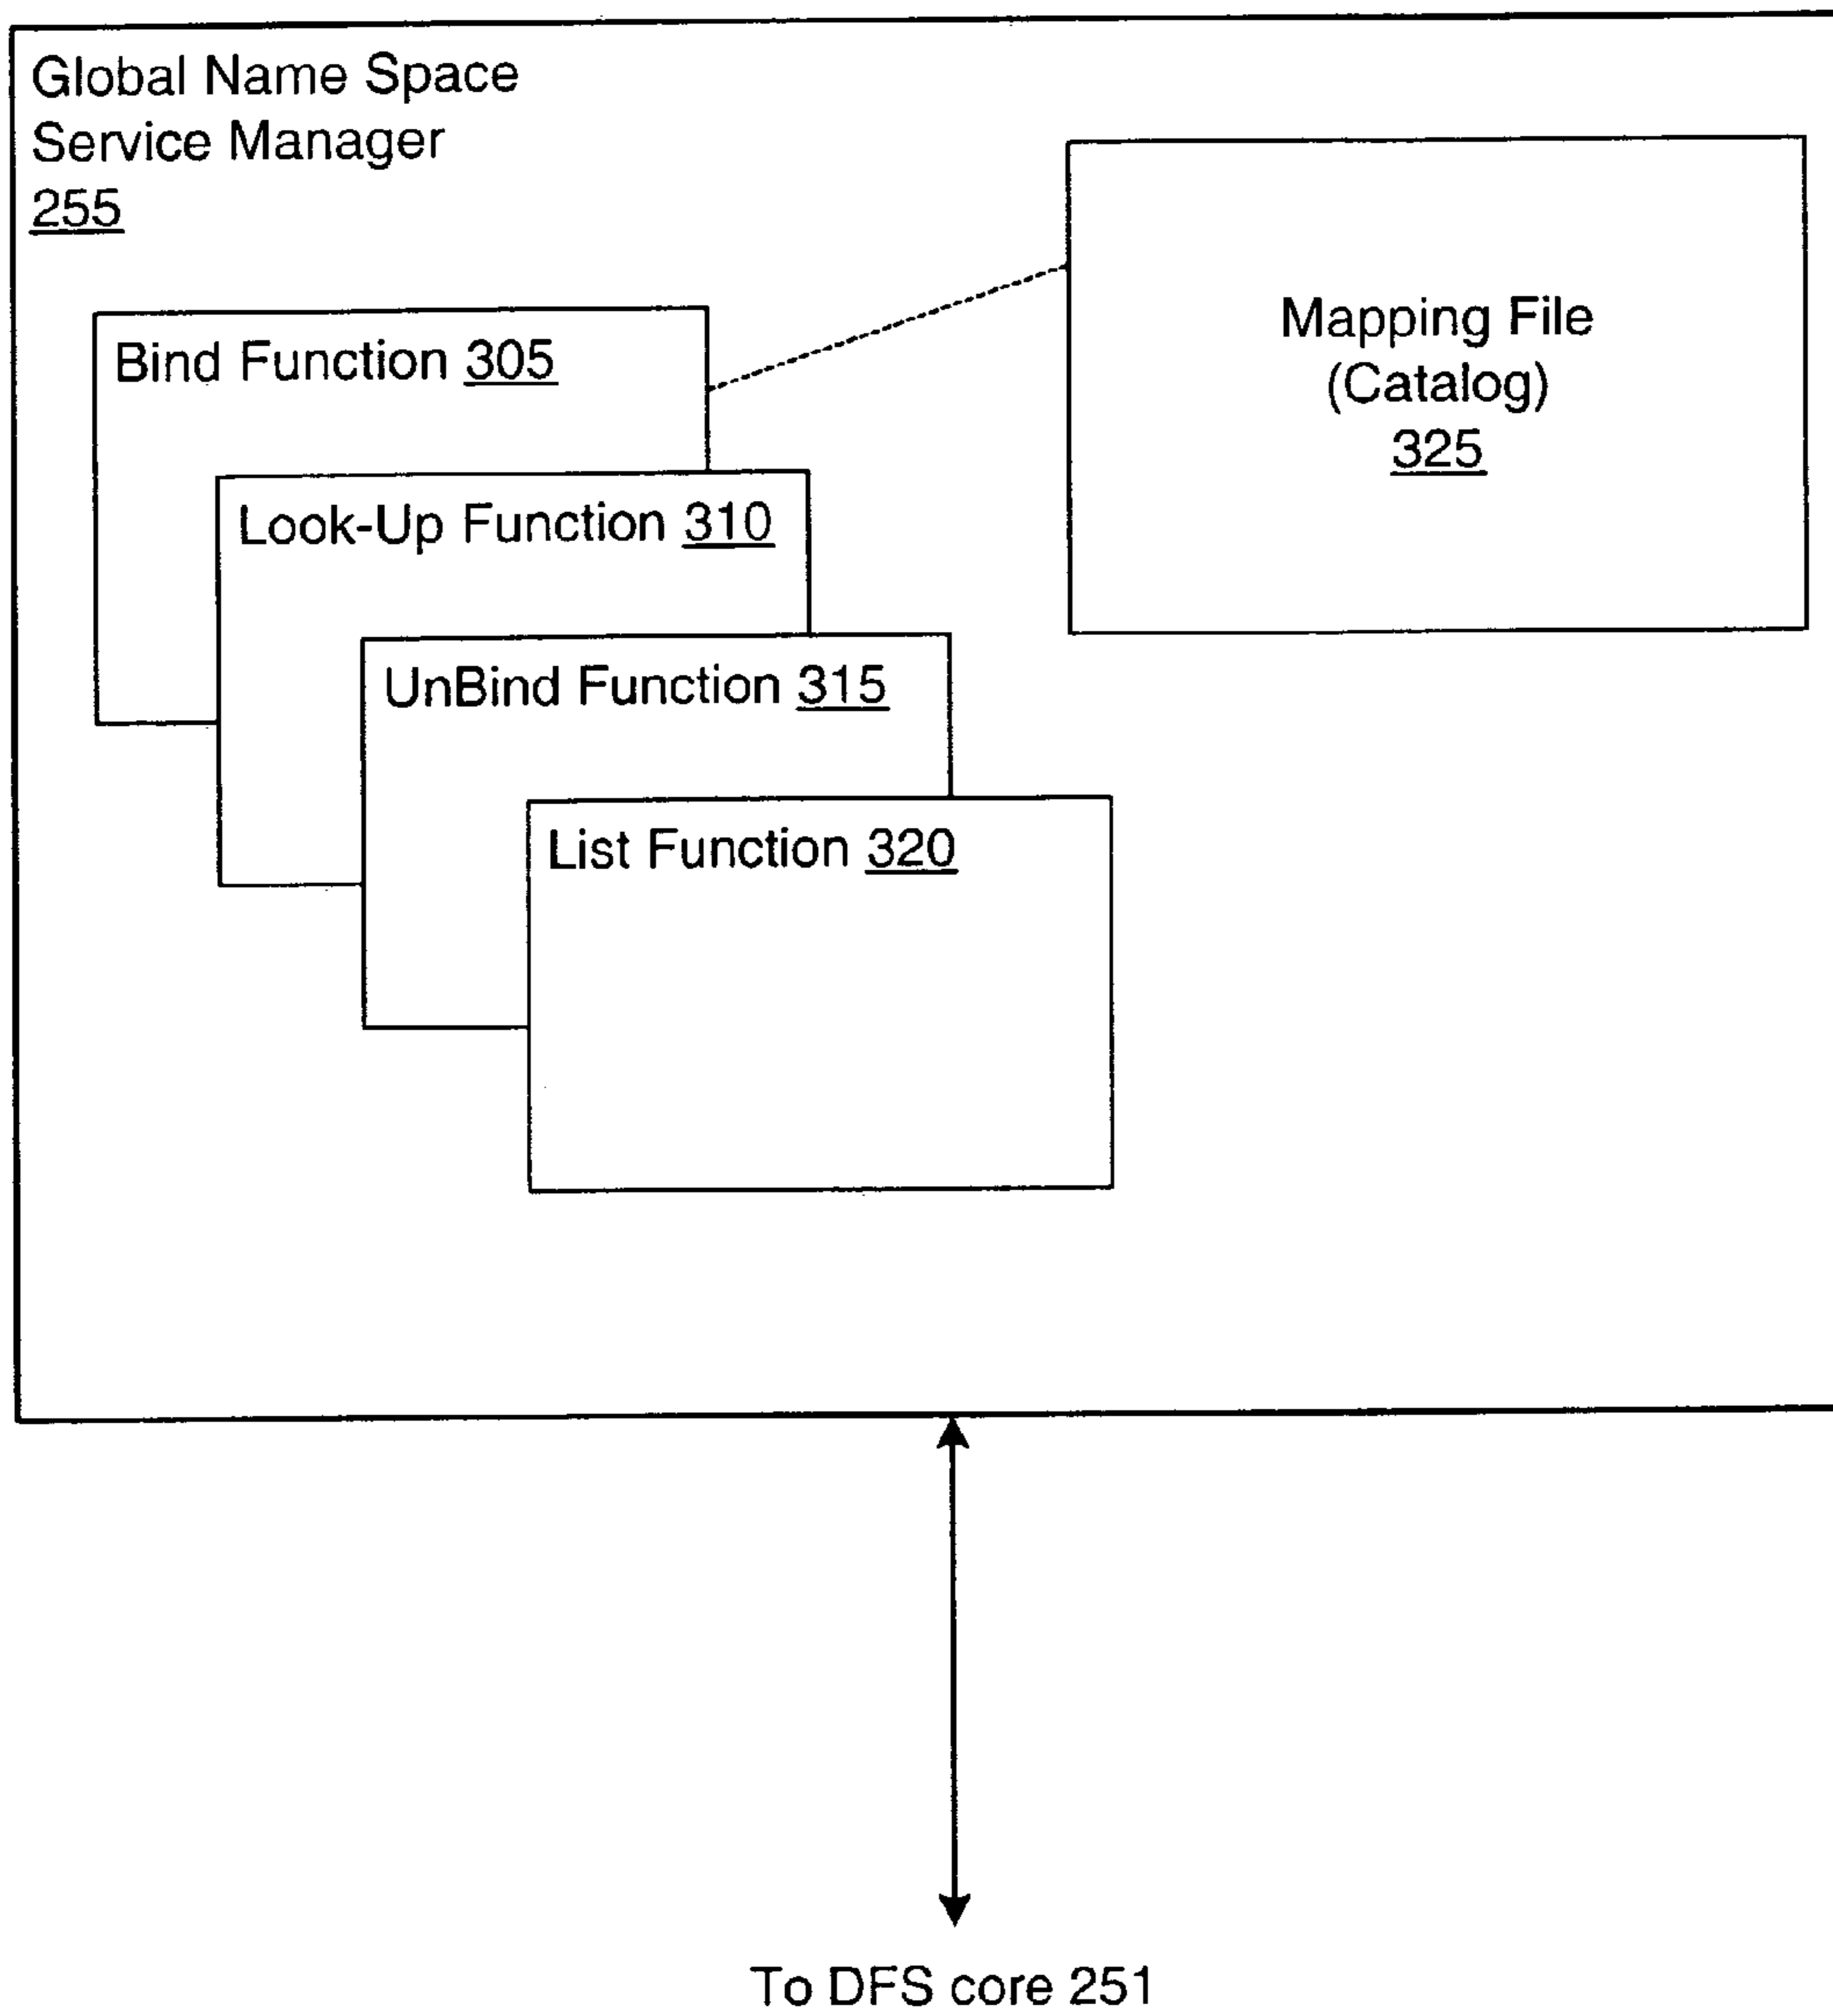 Global Name Space
Service Manager
255
Bind Function 305
Mapping File
(Catalog)
325
Look-Up Function 310
UnBind Function 315
List Function 320
To DFS core 251